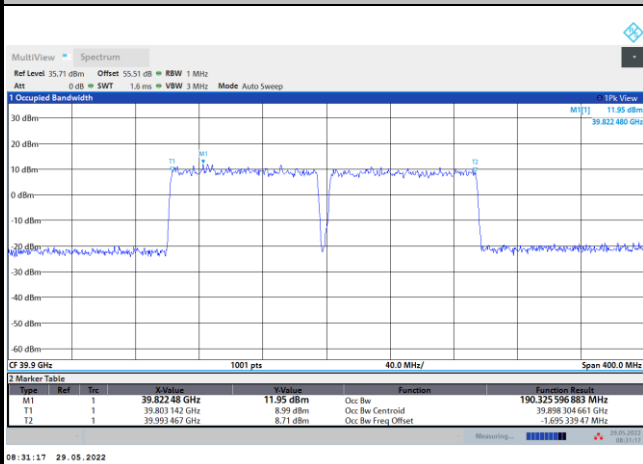 MultiView Spectrum
Ref Level 35.71 dBm Offset 55.51 dB RBW 1 MHz
Att 0 dB SWT 1.6 ms VBW 3 MHz Mode Auto Sweep
1 Occupied Bandwidth 1Pk View
M1[1] 11.95 dBm
39.822 480 GHz
30 dBm
20 dBm
M1
T1 T2
10 dBm
0 dBm
-10 dBm
-20 dBm
-30 dBm
-40 dBm
-50 dBm
-60 dBm
CF 39.9 GHz 1001 pts 40.0 MHz/ Span 400.0 MHz
2 Marker Table
Type Ref Trc X-Value Y-Value Function Function Result
M1 1 39.822 48 GHz 11.95 dBm Occ Bw 190.325 596 883 MHz
T1 1 39.803 142 GHz 8.99 dBm Occ Bw Centroid 39.898 304 661 GHz
T2 1 39.993 467 GHz 8.71 dBm Occ Bw Freq Offset -1.695 339 47 MHz
Measuring... 29.05.2022
08:31:17
08:31:17 29.05.2022